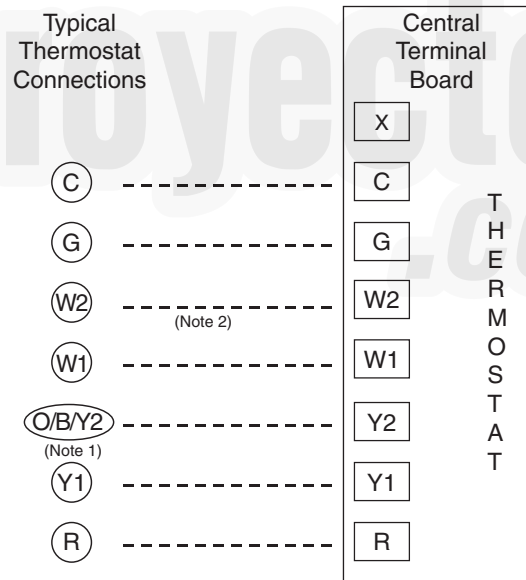 Typical
Thermostat
Connections
Central
Terminal
Board
X
C C
G G
W2 W2
(Note 2)
W1 W1
O/B/Y2 Y2
(Note 1)
Y1 Y1
R R
THERMOSTAT